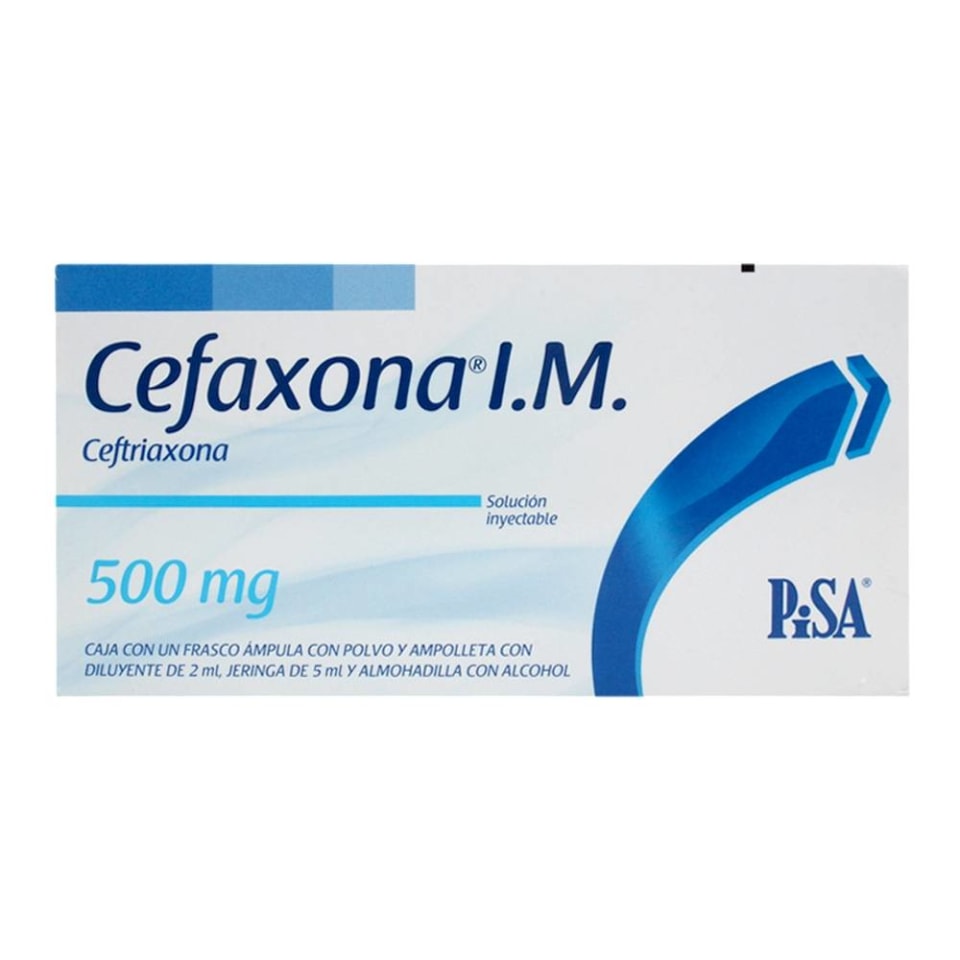 Cefaxona® I.M.
Ceftriaxona
Solución
inyectable
500 mg
CAJA CON UN FRASCO ÁMPULA CON POLVO Y AMPOLLETA CON
DILUYENTE DE 2 ml, JERINGA DE 5 ml Y ALMOHADILLA CON ALCOHOL
PiSA®